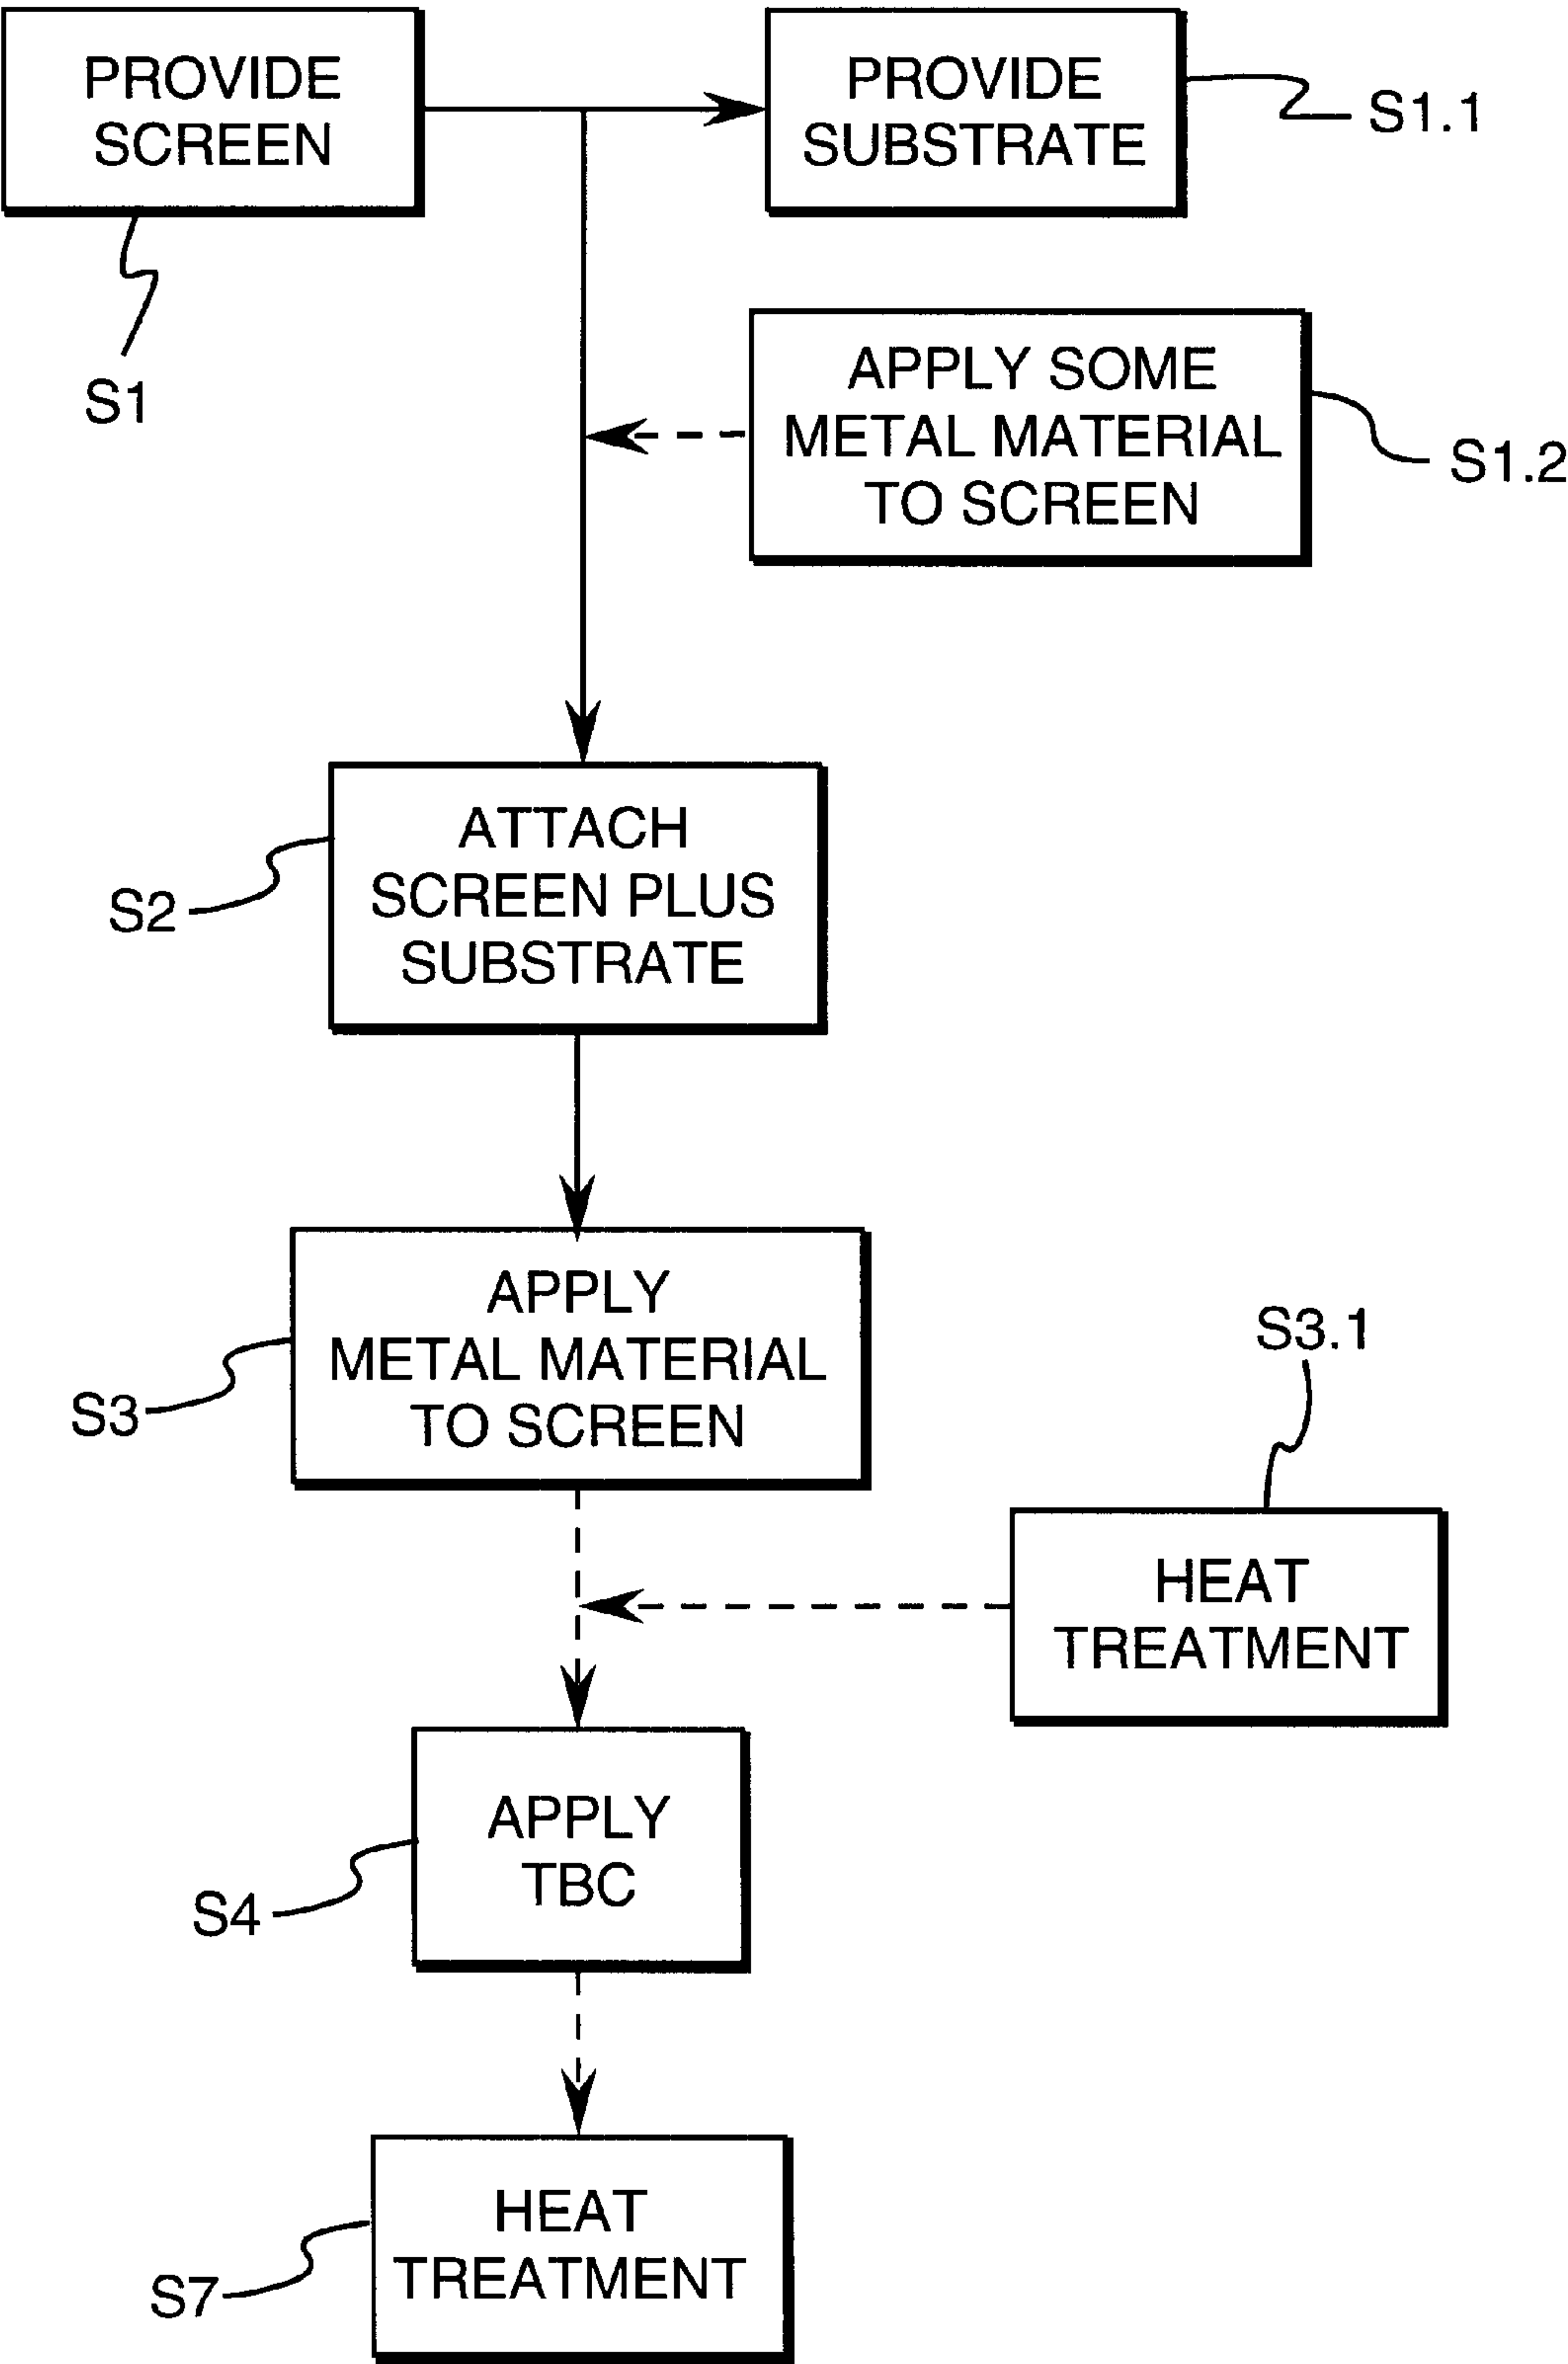 PROVIDE
SCREEN
S1
PROVIDE
SUBSTRATE
S1.1
APPLY SOME
METAL MATERIAL
TO SCREEN
S1.2
ATTACH
SCREEN PLUS
SUBSTRATE
S2
APPLY
METAL MATERIAL
TO SCREEN
S3
S3.1
HEAT
TREATMENT
APPLY
TBC
S4
HEAT
TREATMENT
S7